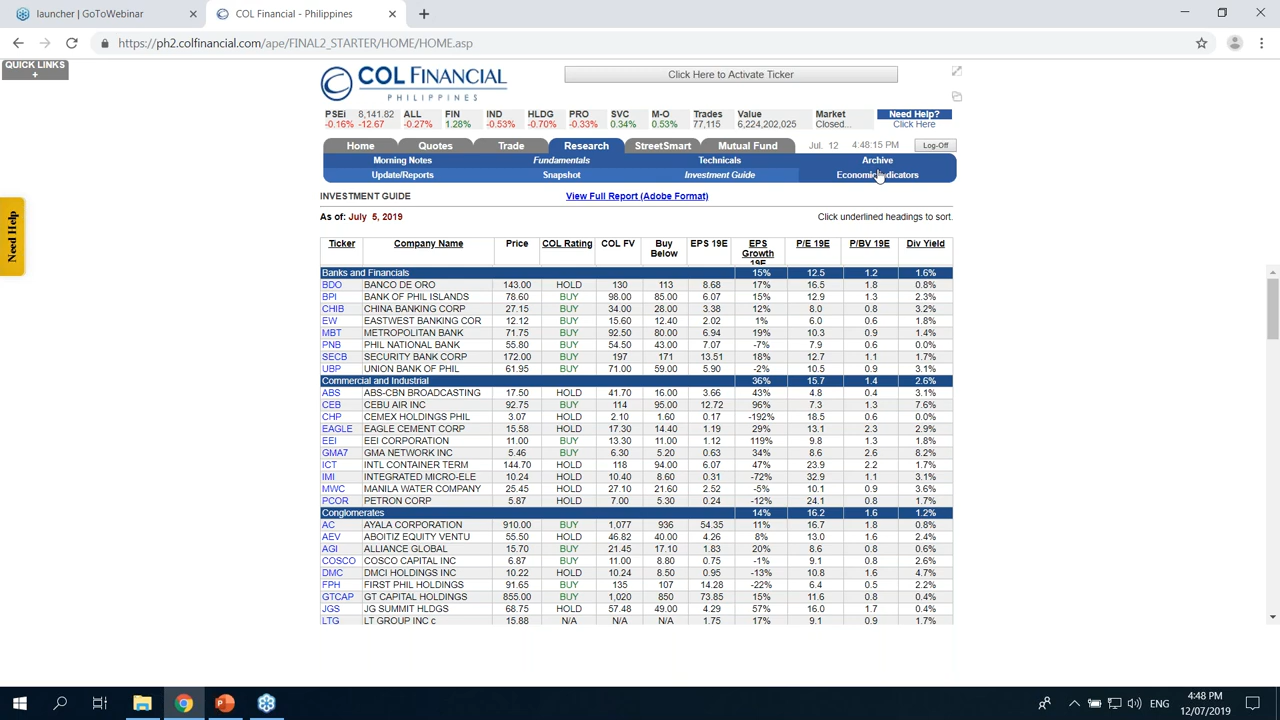 launcher | GoToWebinar
COL Financial - Philippines
https://ph2.colfinancial.com/ape/FINAL2_STARTER/HOME/HOME.asp
QUICK LINKS
+
COL FINANCIAL
PHILIPPINES
Click Here to Activate Ticker
PSEi 8,141.82 ALL FIN IND HLDG PRO SVC M-O Trades Value Market Need Help?
-0.16% -12.67 -0.27% 1.28% -0.53% -0.70% -0.33% 0.34% 0.53% 77,115 6,224,202,025 Closed... Click Here
Home Quotes Trade Research StreetSmart Mutual Fund Jul. 12 4:48:15 PM Log-Off
Morning Notes Fundamentals Technicals Archive
Update/Reports Snapshot Investment Guide Economic Indicators
INVESTMENT GUIDE View Full Report (Adobe Format)
As of: July 5, 2019 Click underlined headings to sort.
Need Help
Ticker Company Name Price COL Rating COL FV Buy Below EPS 19E EPS Growth 19E P/E 19E P/BV 19E Div Yield
Banks and Financials 15% 12.5 1.2 1.6%
BDO BANCO DE ORO 143.00 HOLD 130 113 8.68 17% 16.5 1.8 0.8%
BPI BANK OF PHIL ISLANDS 78.60 BUY 98.00 85.00 6.07 15% 12.9 1.3 2.3%
CHIB CHINA BANKING CORP 27.15 BUY 34.00 28.00 3.38 12% 8.0 0.8 3.2%
EW EASTWEST BANKING COR 12.12 BUY 15.60 12.40 2.02 1% 6.0 0.6 1.8%
MBT METROPOLITAN BANK 71.75 BUY 92.50 80.00 6.94 19% 10.3 0.9 1.4%
PNB PHIL NATIONAL BANK 55.80 BUY 54.50 43.00 7.07 -7% 7.9 0.6 0.0%
SECB SECURITY BANK CORP 172.00 BUY 197 171 13.51 18% 12.7 1.1 1.7%
UBP UNION BANK OF PHIL 61.95 BUY 71.00 59.00 5.90 -2% 10.5 0.9 3.1%
Commercial and Industrial 36% 15.7 1.4 2.6%
ABS ABS-CBN BROADCASTING 17.50 HOLD 41.70 16.00 3.66 43% 4.8 0.4 3.1%
CEB CEBU AIR INC 92.75 BUY 114 95.00 12.72 96% 7.3 1.3 7.6%
CHP CEMEX HOLDINGS PHIL 3.07 HOLD 2.10 1.60 0.17 -192% 18.5 0.6 0.0%
EAGLE EAGLE CEMENT CORP 15.58 HOLD 17.30 14.40 1.19 29% 13.1 2.3 2.9%
EEI EEI CORPORATION 11.00 BUY 13.30 11.00 1.12 119% 9.8 1.3 1.8%
GMA7 GMA NETWORK INC 5.46 BUY 6.30 5.20 0.63 34% 8.6 2.6 8.2%
ICT INTL CONTAINER TERM 144.70 HOLD 118 94.00 6.07 47% 23.9 2.2 1.7%
IMI INTEGRATED MICRO-ELE 10.24 HOLD 10.40 8.60 0.31 -72% 32.9 1.1 3.1%
MWC MANILA WATER COMPANY 25.45 HOLD 27.10 21.60 2.52 -5% 10.1 0.9 3.6%
PCOR PETRON CORP 5.87 HOLD 7.00 5.30 0.24 -12% 24.1 0.8 1.7%
Conglomerates 14% 16.2 1.6 1.2%
AC AYALA CORPORATION 910.00 BUY 1,077 936 54.35 11% 16.7 1.8 0.8%
AEV ABOITIZ EQUITY VENTU 55.50 HOLD 46.82 40.00 4.26 8% 13.0 1.6 2.4%
AGI ALLIANCE GLOBAL 15.70 BUY 21.45 17.10 1.83 20% 8.6 0.8 0.6%
COSCO COSCO CAPITAL INC 6.87 BUY 11.00 8.80 0.75 -1% 9.1 0.8 2.6%
DMC DMCI HOLDINGS INC 10.22 HOLD 10.24 8.50 0.95 -13% 10.8 1.6 4.7%
FPH FIRST PHIL HOLDINGS 91.65 BUY 135 107 14.28 -22% 6.4 0.5 2.2%
GTCAP GT CAPITAL HOLDINGS 855.00 BUY 1,020 850 73.85 15% 11.6 0.8 0.4%
JGS JG SUMMIT HLDGS 68.75 HOLD 57.48 49.00 4.29 57% 16.0 1.7 0.4%
LTG LT GROUP INC c 15.88 N/A N/A N/A 1.75 17% 9.1 0.9 1.7%
ENG
4:48 PM
12/07/2019